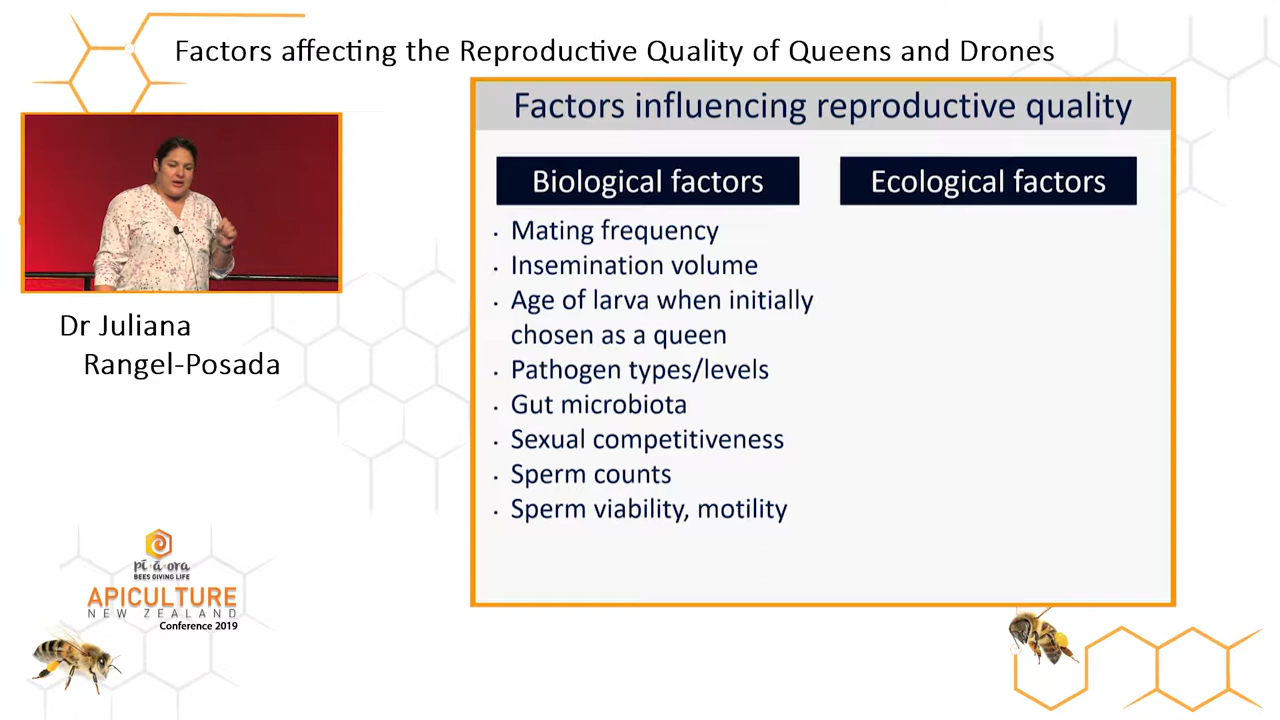 Factors affecting the Reproductive Quality of Queens and Drones
Factors influencing reproductive quality
Biological factors
· Mating frequency
· Insemination volume
· Age of larva when initially
chosen as a queen
· Pathogen types/levels
· Gut microbiota
· Sexual competitiveness
· Sperm counts
· Sperm viability, motility
Ecological factors
Dr Juliana
Rangel-Posada
pī·ā·ora
BEES GIVING LIFE
APICULTURE
NEW ZEALAND
Conference 2019